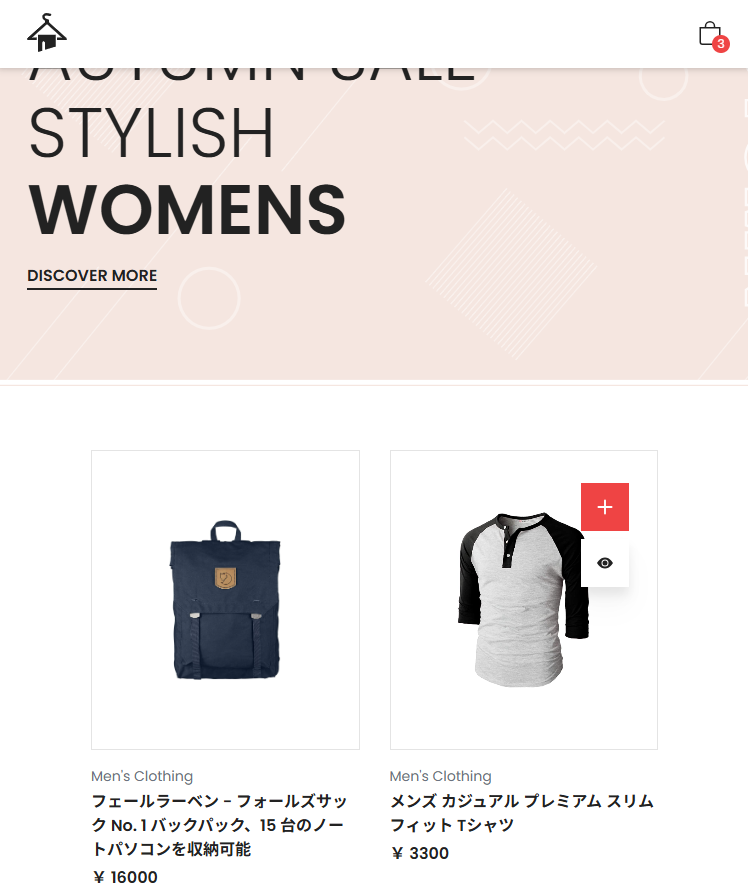 3
AUTUMN SALE
STYLISH
WOMENS
DISCOVER MORE
Men's Clothing
フェールラーベン - フォールズサッ
ク No. 1 バックパック、15 台のノー
トパソコンを収納可能
¥ 16000
Men's Clothing
メンズ カジュアル プレミアム スリム
フィット Tシャツ
¥ 3300